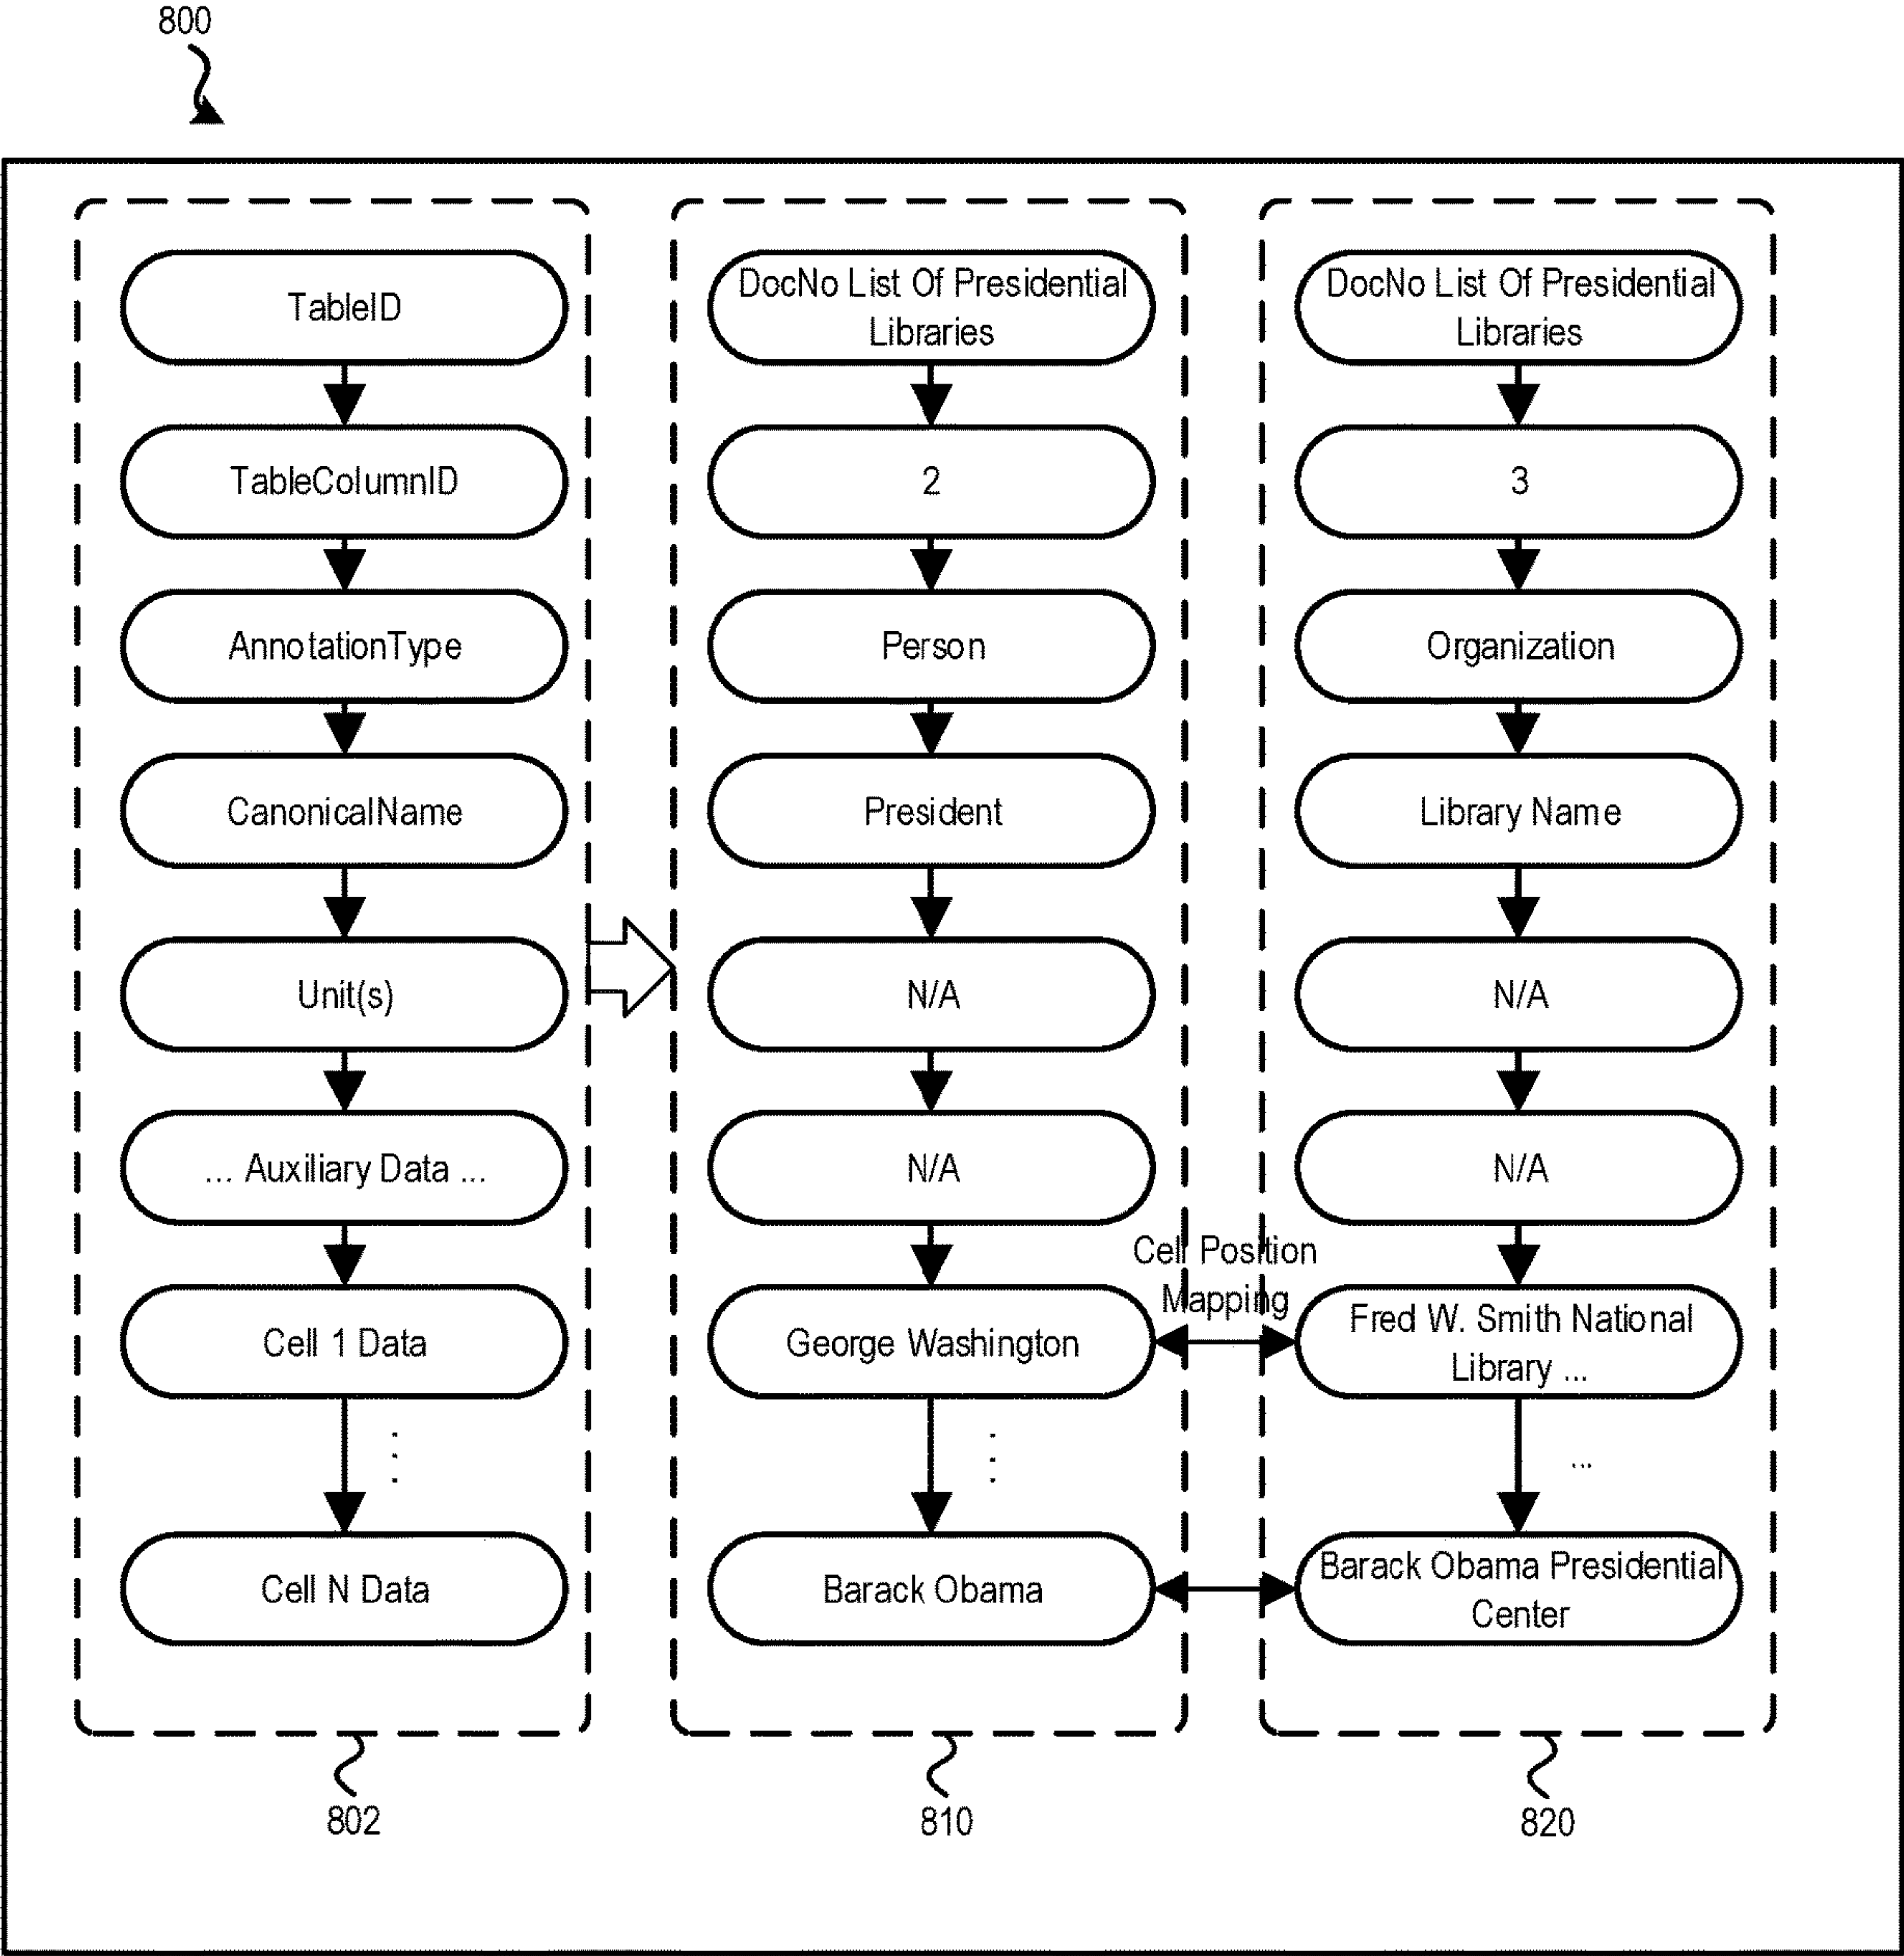 800
TableID
TableColumnID
AnnotationType
CanonicalName
Unit(s)
... Auxiliary Data ...
Cell 1 Data
⋮
Cell N Data
802
DocNo List Of Presidential
Libraries
2
Person
President
N/A
N/A
George Washington
⋮
Barack Obama
810
Cell Position
Mapping
DocNo List Of Presidential
Libraries
3
Organization
Library Name
N/A
N/A
Fred W. Smith National
Library ...
...
Barack Obama Presidential
Center
820